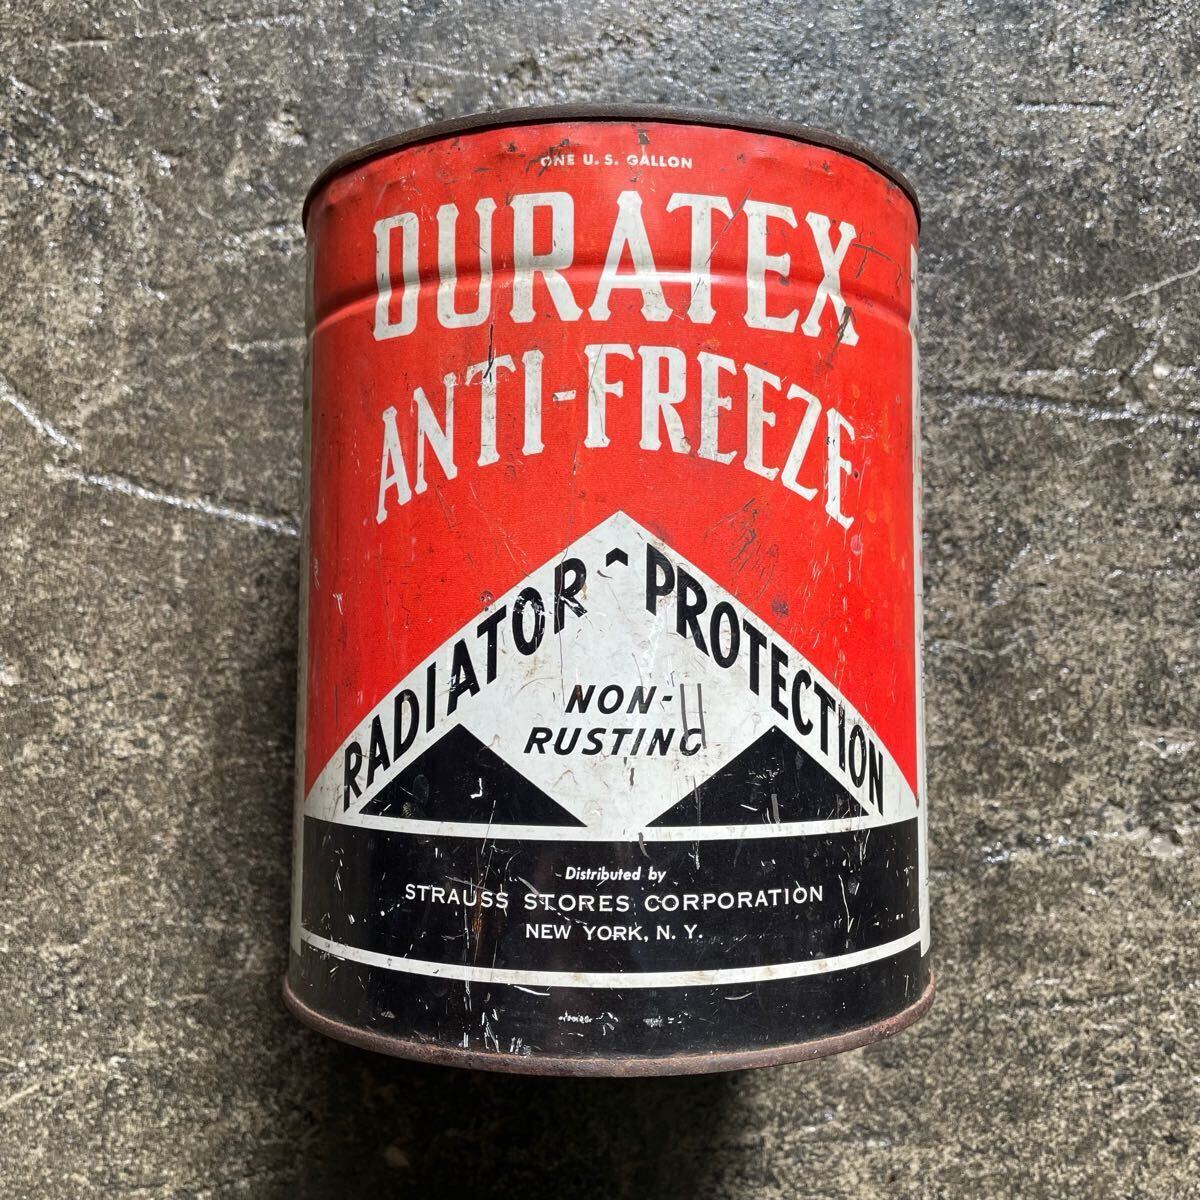 ONE U. S. GALLON
DURATEX
ANTI-FREEZE
RADIATOR - PROTECTION
NON-
RUSTING
Distributed by
STRAUSS STORES CORPORATION
NEW YORK, N. Y.